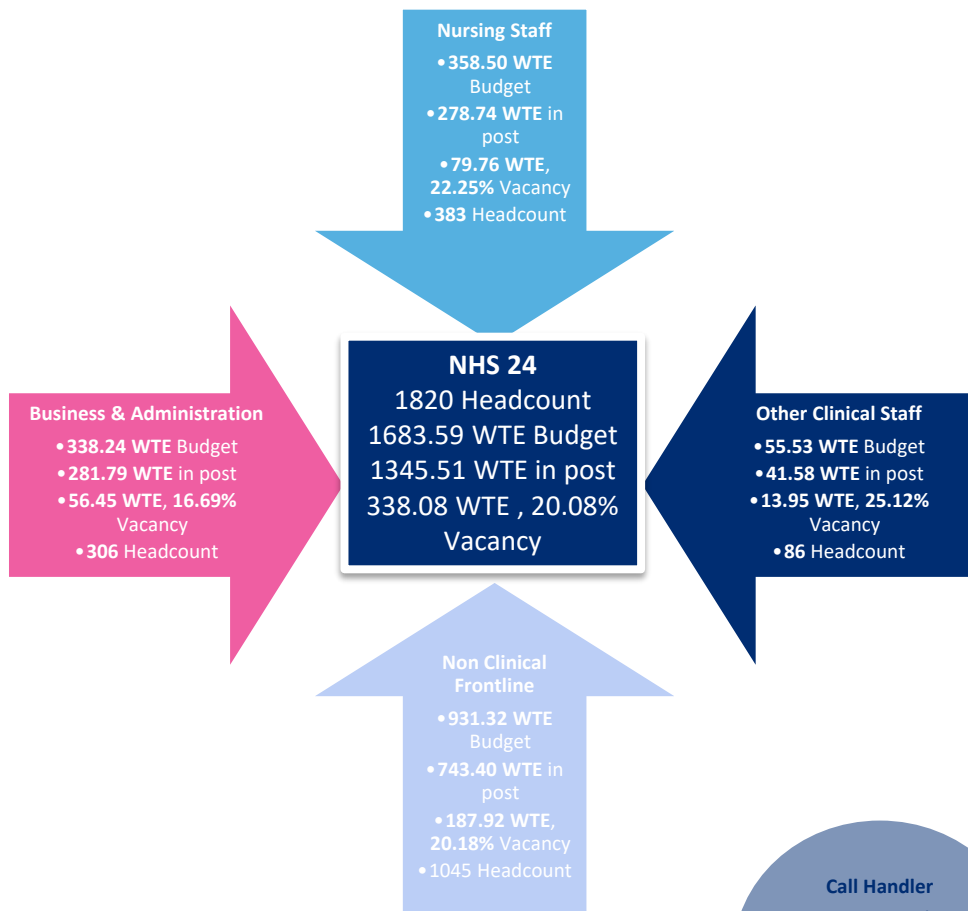 Nursing Staff
•358.50 WTE
Budget
•278.74 WTE in
post
•79.76 WTE,
22.25% Vacancy
•383 Headcount
Business & Administration
•338.24 WTE Budget
•281.79 WTE in post
•56.45 WTE, 16.69%
Vacancy
•306 Headcount
NHS 24
1820 Headcount
1683.59 WTE Budget
1345.51 WTE in post
338.08 WTE , 20.08%
Vacancy
Other Clinical Staff
•55.53 WTE Budget
•41.58 WTE in post
•13.95 WTE, 25.12%
Vacancy
•86 Headcount
Non Clinical
Frontline
•931.32 WTE
Budget
•743.40 WTE in
post
•187.92 WTE,
20.18% Vacancy
•1045 Headcount
Call Handler